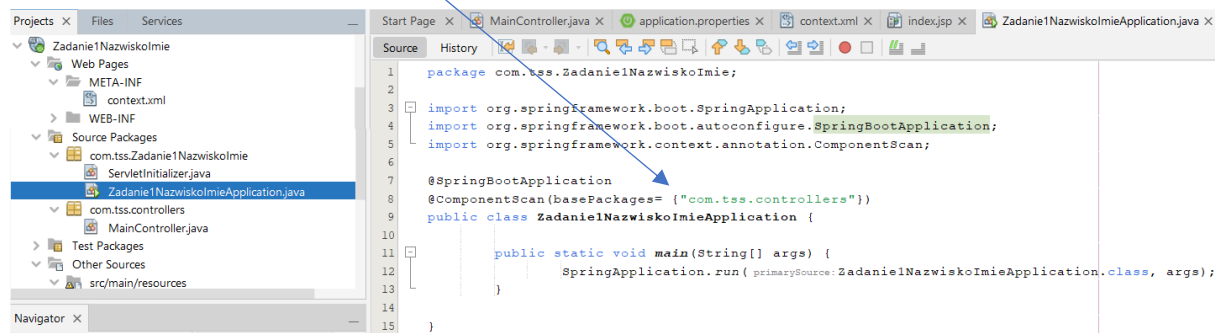 Projects × Files Services
Zadanie1NazwiskoImie
Web Pages
META-INF
context.xml
WEB-INF
Source Packages
com.tss.Zadanie1NazwiskoImie
ServletInitializer.java
Zadanie1NazwiskoImieApplication.java
com.tss.controllers
MainController.java
Test Packages
Other Sources
src/main/resources
Navigator ×
Start Page × MainController.java × application.properties × context.xml × index.jsp × Zadanie1NazwiskoImieApplication.java ×
Source History
1 package com.tss.Zadanie1NazwiskoImie;
2
3 import org.springframework.boot.SpringApplication;
4 import org.springframework.boot.autoconfigure.SpringBootApplication;
5 import org.springframework.context.annotation.ComponentScan;
6
7 @SpringBootApplication
8 @ComponentScan(basePackages= {"com.tss.controllers"})
9 public class Zadanie1NazwiskoImieApplication {
10
11 public static void main(String[] args) {
12 SpringApplication.run( primarySource: Zadanie1NazwiskoImieApplication.class, args);
13 }
14
15 }